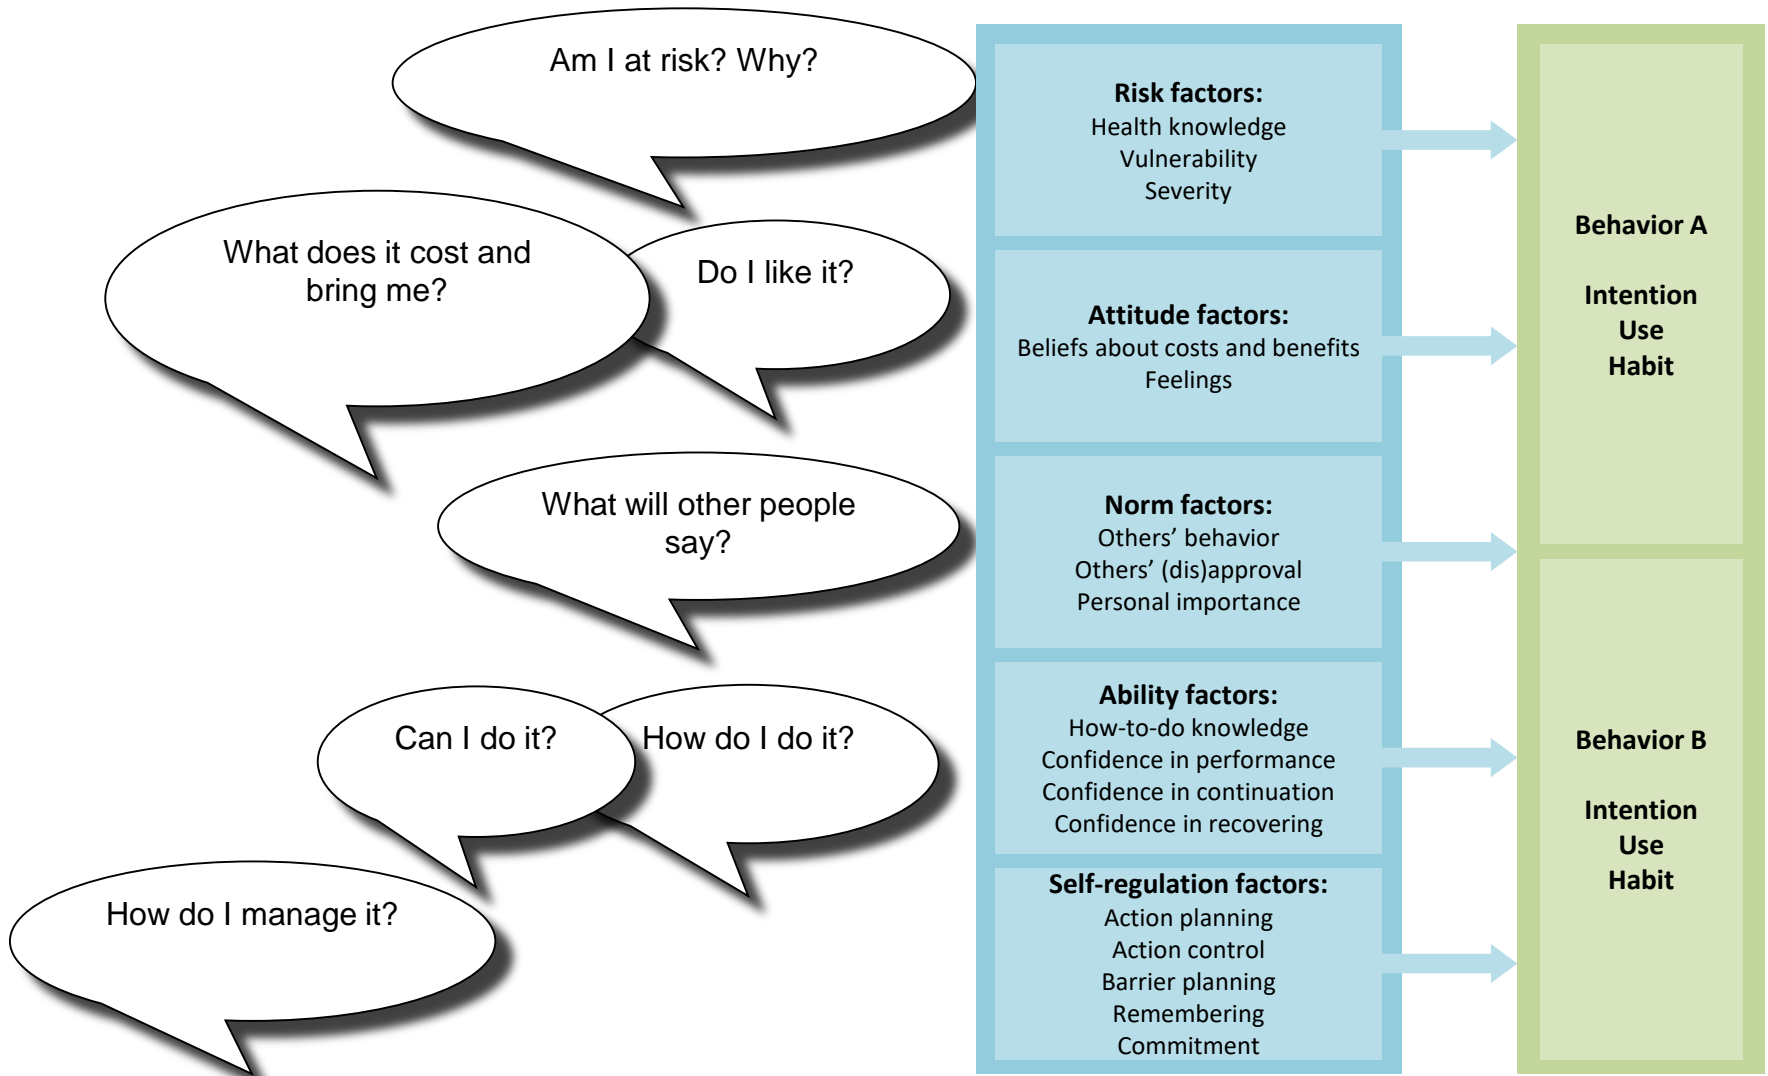 Am I at risk? Why?
What does it cost and
bring me?
Do I like it?
What will other people
say?
Can I do it?
How do I do it?
How do I manage it?
Risk factors:
Health knowledge
Vulnerability
Severity
Attitude factors:
Beliefs about costs and benefits
Feelings
Norm factors:
Others’ behavior
Others’ (dis)approval
Personal importance
Ability factors:
How-to-do knowledge
Confidence in performance
Confidence in continuation
Confidence in recovering
Self-regulation factors:
Action planning
Action control
Barrier planning
Remembering
Commitment
Behavior A
Intention
Use
Habit
Behavior B
Intention
Use
Habit